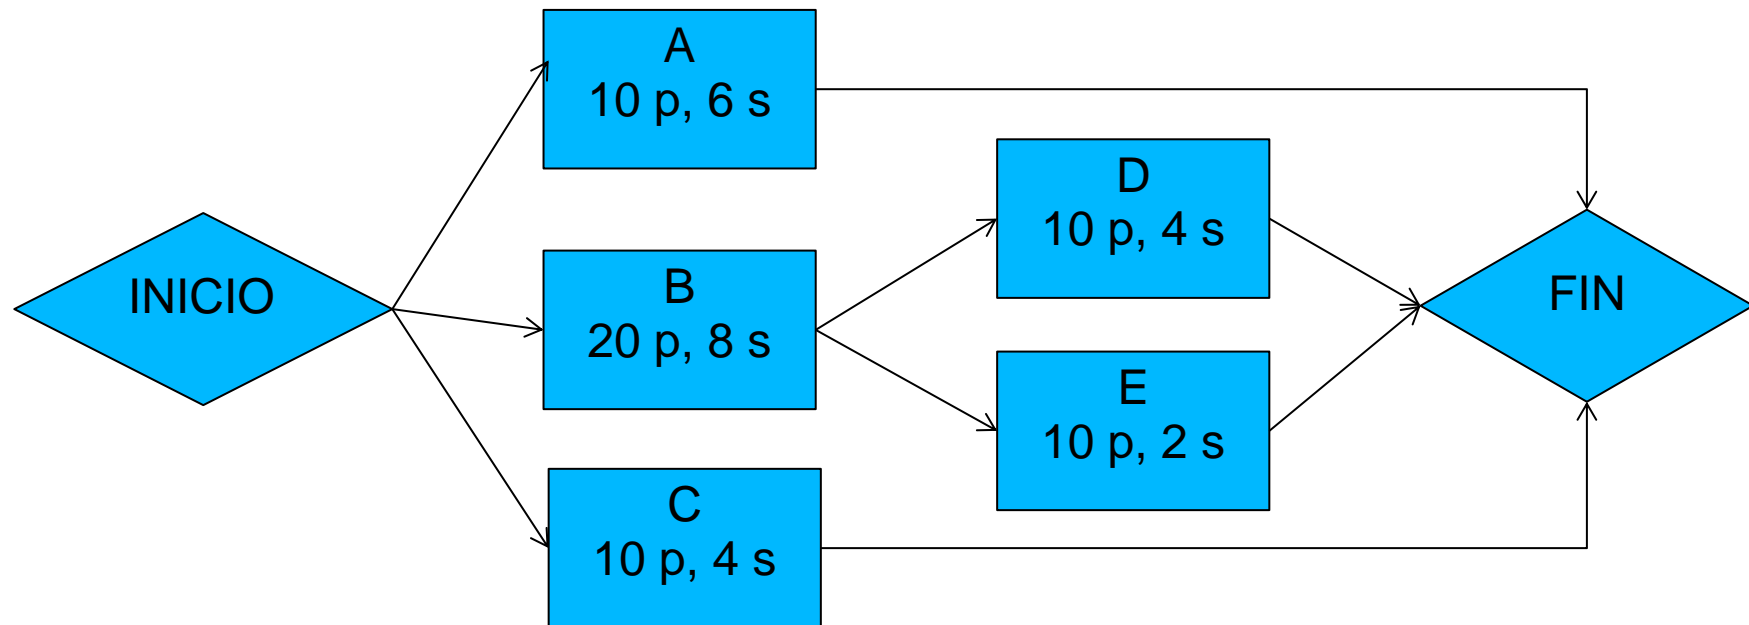 INICIO
A
10 p, 6 s
B
20 p, 8 s
C
10 p, 4 s
D
10 p, 4 s
E
10 p, 2 s
FIN